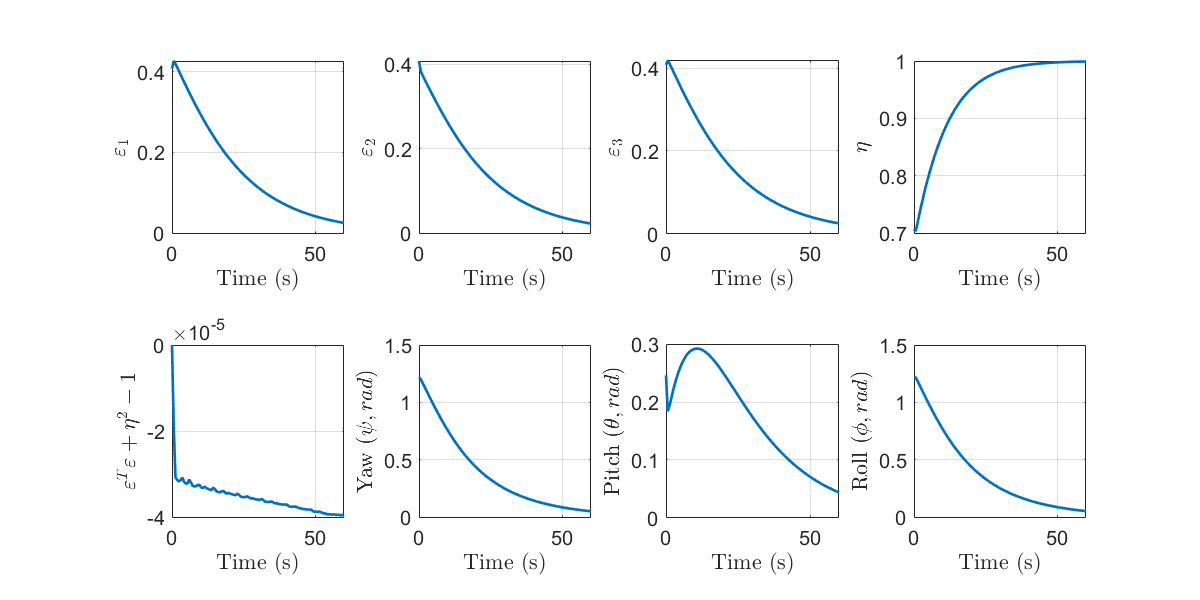 0.4
0.2
0
0 50
Time (s)
ε₁
0.4
0.2
0
0 50
Time (s)
ε₂
0.4
0.2
0
0 50
Time (s)
ε₃
1
0.9
0.8
0.7
0 50
Time (s)
η
×10⁻⁵
0
-2
-4
0 50
Time (s)
εᵀε + η² − 1
1.5
1
0.5
0
0 50
Time (s)
Yaw (ψ, rad)
0.3
0.2
0.1
0
0 50
Time (s)
Pitch (θ, rad)
1.5
1
0.5
0
0 50
Time (s)
Roll (ϕ, rad)